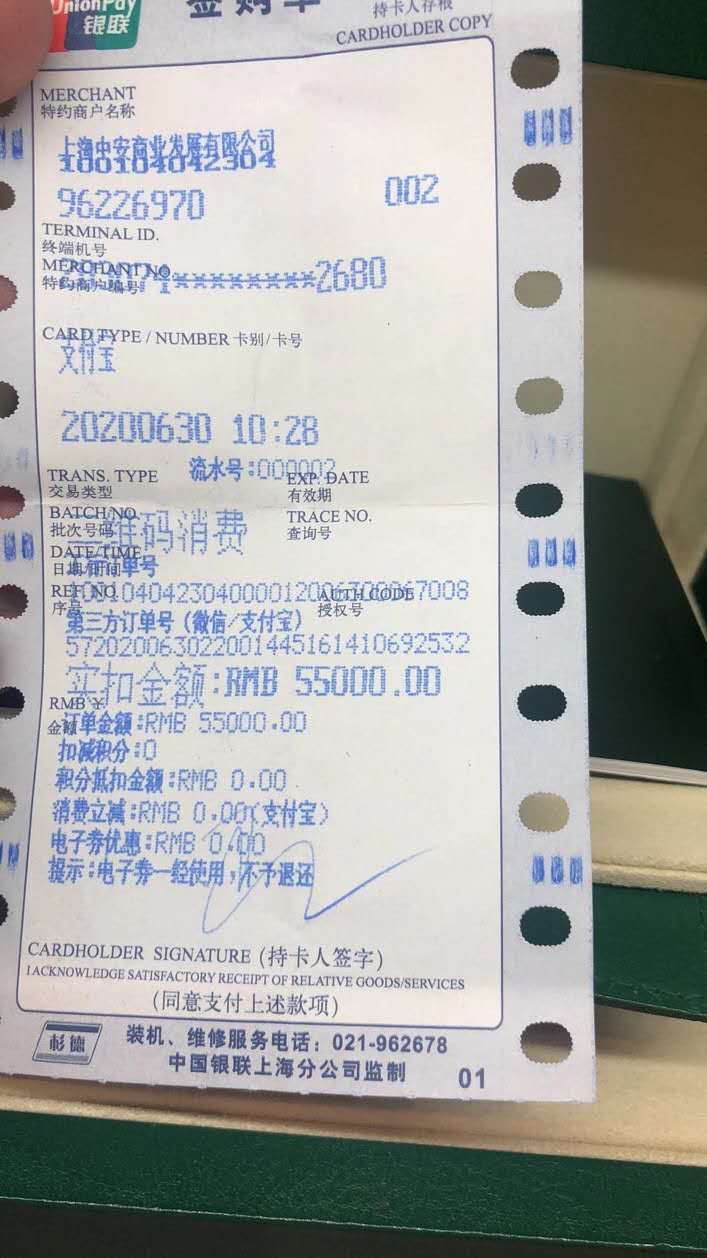 UnionPay
银联
签购单
持卡人存根
CARDHOLDER COPY
MERCHANT
特约商户名称
上海中安商业发展有限公司
100104042304
96226970 002
TERMINAL ID.
终端机号
MERCHANT NO.
特约商户编号
*********2680
CARD TYPE / NUMBER 卡别/卡号
支付宝
20200630 10:28
流水号:000002
TRANS. TYPE
交易类型
EXP. DATE
有效期
BATCH NO.
批次号码
TRACE NO.
查询号
二维码消费
DATE/TIME
日期/时间
单号
REF. NO.
序号
AUTH.CODE
授权号
第三方订单号(微信/支付宝)
572020063022001445161410692532
实扣金额:RMB 55000.00
RMB ¥
金额
订单金额:RMB 55000.00
扣减积分:0
积分抵扣金额:RMB 0.00
消费立减:RMB 0.00(支付宝)
电子券优惠:RMB 0.00
提示:电子券一经使用,不予退还
CARDHOLDER SIGNATURE (持卡人签字)
I ACKNOWLEDGE SATISFACTORY RECEIPT OF RELATIVE GOODS/SERVICES
(同意支付上述款项)
杉德
装机、维修服务电话：021-962678
中国银联上海分公司监制
01